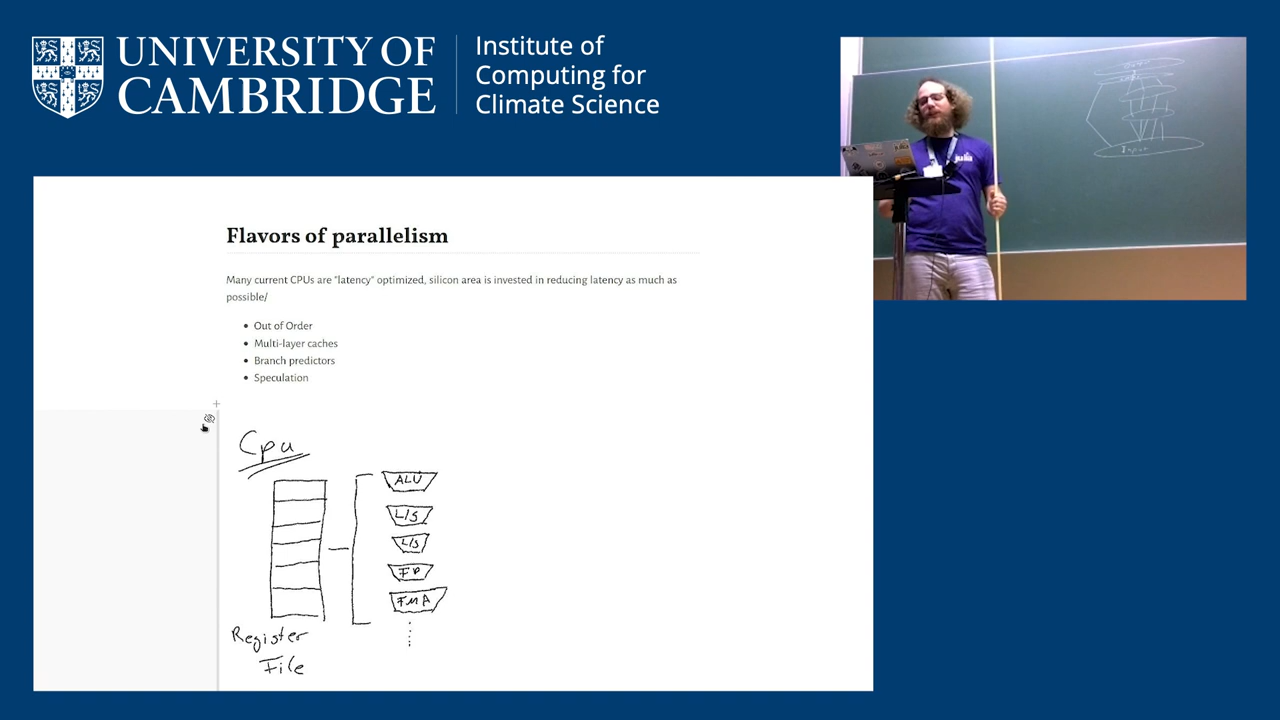 UNIVERSITY OF
CAMBRIDGE
Institute of
Computing for
Climate Science
julia
Flavors of parallelism
Many current CPUs are "latency" optimized, silicon area is invested in reducing latency as much as
possible/
Out of Order
Multi-layer caches
Branch predictors
Speculation
Cpu
ALU
L/S
L/S
FP
FMA
Register
File